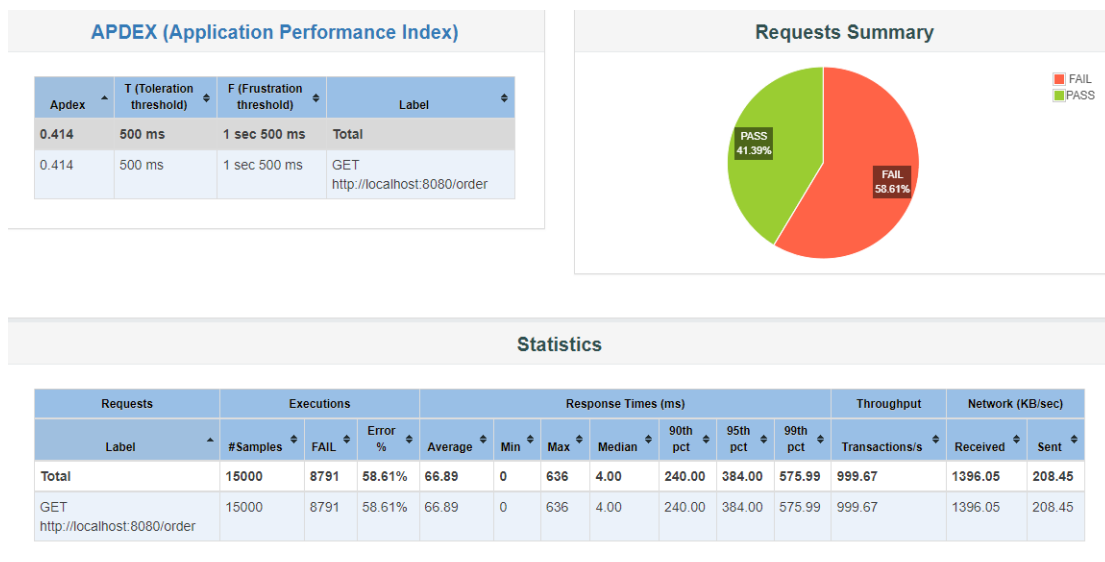 APDEX (Application Performance Index)
Apdex
T (Toleration
threshold)
F (Frustration
threshold)
Label
0.414 500 ms 1 sec 500 ms Total
0.414 500 ms 1 sec 500 ms GET
http://localhost:8080/order
Requests Summary
FAIL
PASS
PASS
41.39%
FAIL
58.61%
Statistics
Requests Executions Response Times (ms) Throughput Network (KB/sec)
Label #Samples FAIL Error
% Average Min Max Median 90th
pct 95th
pct 99th
pct Transactions/s Received Sent
Total 15000 8791 58.61% 66.89 0 636 4.00 240.00 384.00 575.99 999.67 1396.05 208.45
GET
http://localhost:8080/order 15000 8791 58.61% 66.89 0 636 4.00 240.00 384.00 575.99 999.67 1396.05 208.45